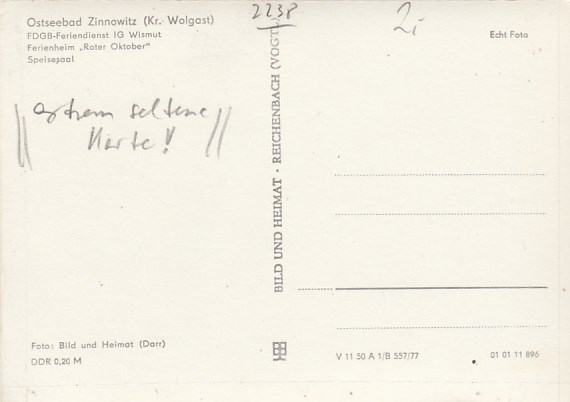 Ostseebad Zinnowitz (Kr. Wolgast)
FDGB-Feriendienst IG Wismut
Ferienheim „Roter Oktober"
Speisesaal
2238
2,-
Echt Foto
extrem seltene
Karte!
BILD UND HEIMAT · REICHENBACH (VOGTL
Foto: Bild und Heimat (Darr)
DDR 0,20 M
V 11 50 A 1/B 557/77
01 01 11 896